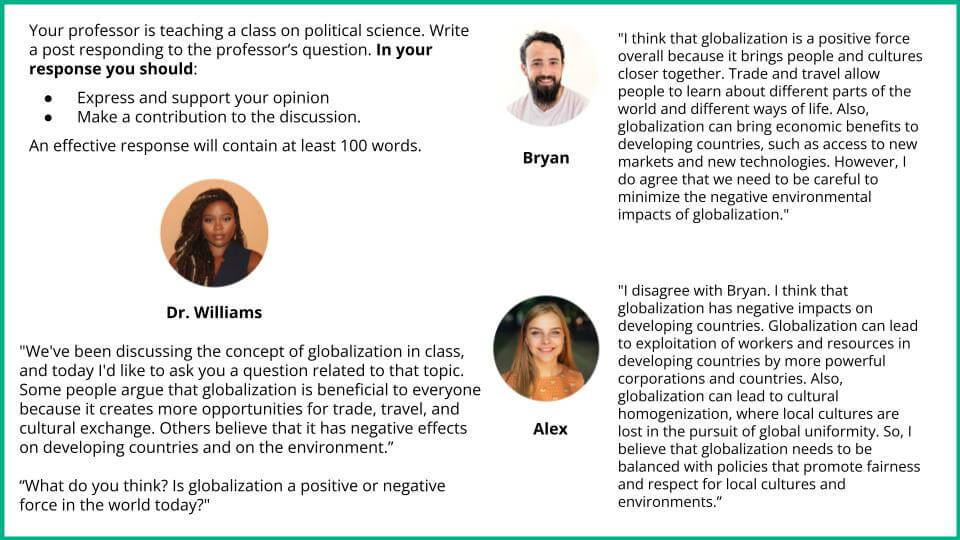 Your professor is teaching a class on political science. Write
a post responding to the professor’s question. In your
response you should:
● Express and support your opinion
● Make a contribution to the discussion.
An effective response will contain at least 100 words.
Dr. Williams
"We've been discussing the concept of globalization in class,
and today I'd like to ask you a question related to that topic.
Some people argue that globalization is beneficial to everyone
because it creates more opportunities for trade, travel, and
cultural exchange. Others believe that it has negative effects
on developing countries and on the environment.”
“What do you think? Is globalization a positive or negative
force in the world today?"
Bryan
"I think that globalization is a positive force
overall because it brings people and cultures
closer together. Trade and travel allow
people to learn about different parts of the
world and different ways of life. Also,
globalization can bring economic benefits to
developing countries, such as access to new
markets and new technologies. However, I
do agree that we need to be careful to
minimize the negative environmental
impacts of globalization."
Alex
"I disagree with Bryan. I think that
globalization has negative impacts on
developing countries. Globalization can lead
to exploitation of workers and resources in
developing countries by more powerful
corporations and countries. Also,
globalization can lead to cultural
homogenization, where local cultures are
lost in the pursuit of global uniformity. So, I
believe that globalization needs to be
balanced with policies that promote fairness
and respect for local cultures and
environments.”